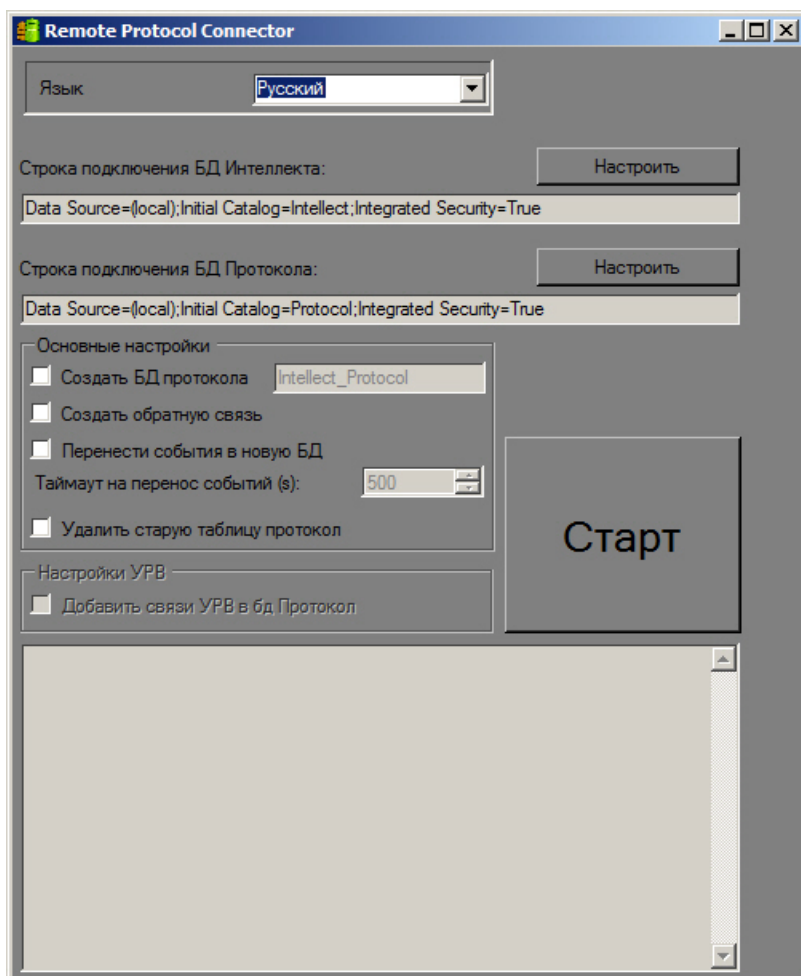 Remote Protocol Connector
Язык
Русский
Строка подключения БД Интеллекта:
Настроить
Data Source=(local);Initial Catalog=Intellect;Integrated Security=True
Строка подключения БД Протокола:
Настроить
Data Source=(local);Initial Catalog=Protocol;Integrated Security=True
Основные настройки
Создать БД протокола
Intellect_Protocol
Создать обратную связь
Перенести события в новую БД
Таймаут на перенос событий (s):
500
Удалить старую таблицу протокол
Старт
Настройки УРВ
Добавить связи УРВ в бд Протокол